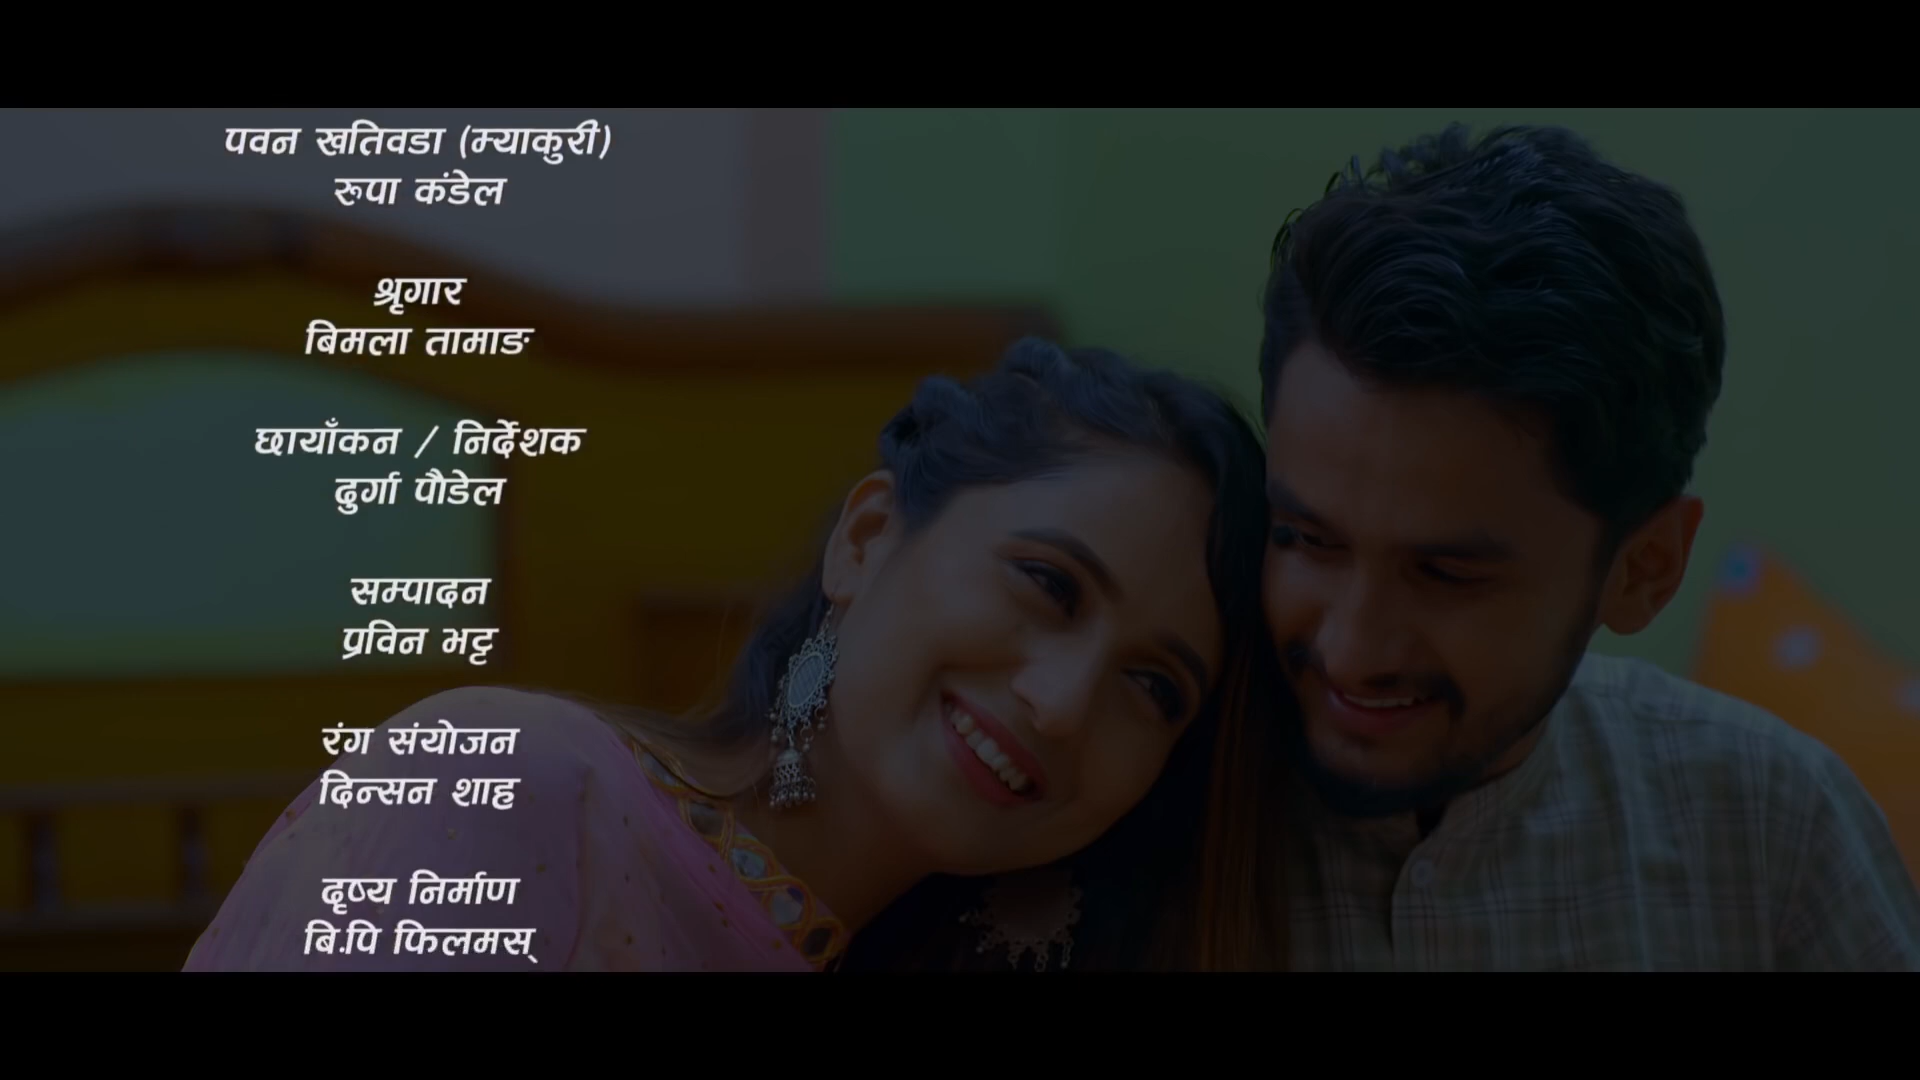 पवन खतिवडा (म्याकुरी)
रुपा कंडेल
श्रृगार
बिमला तामाङ
छायाँकन / निर्देशक
दुर्गा पौडेल
सम्पादन
प्रविन भट्ट
रंग संयोजन
दिन्सन शाह
दृष्य निर्माण
बि.पि फिलमस्